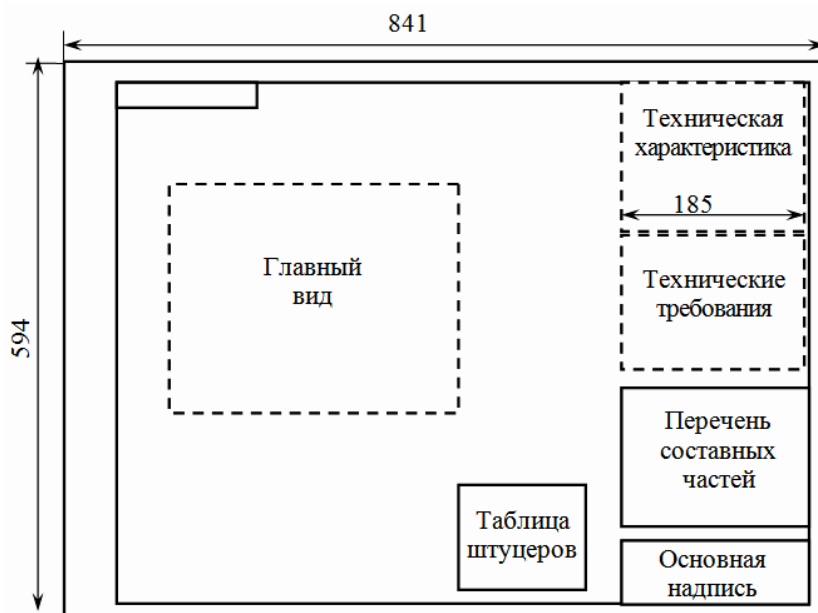 841
Техническая
характеристика
185
Главный
вид
Технические
требования
594
Перечень
составных
частей
Таблица
штуцеров
Основная
надпись